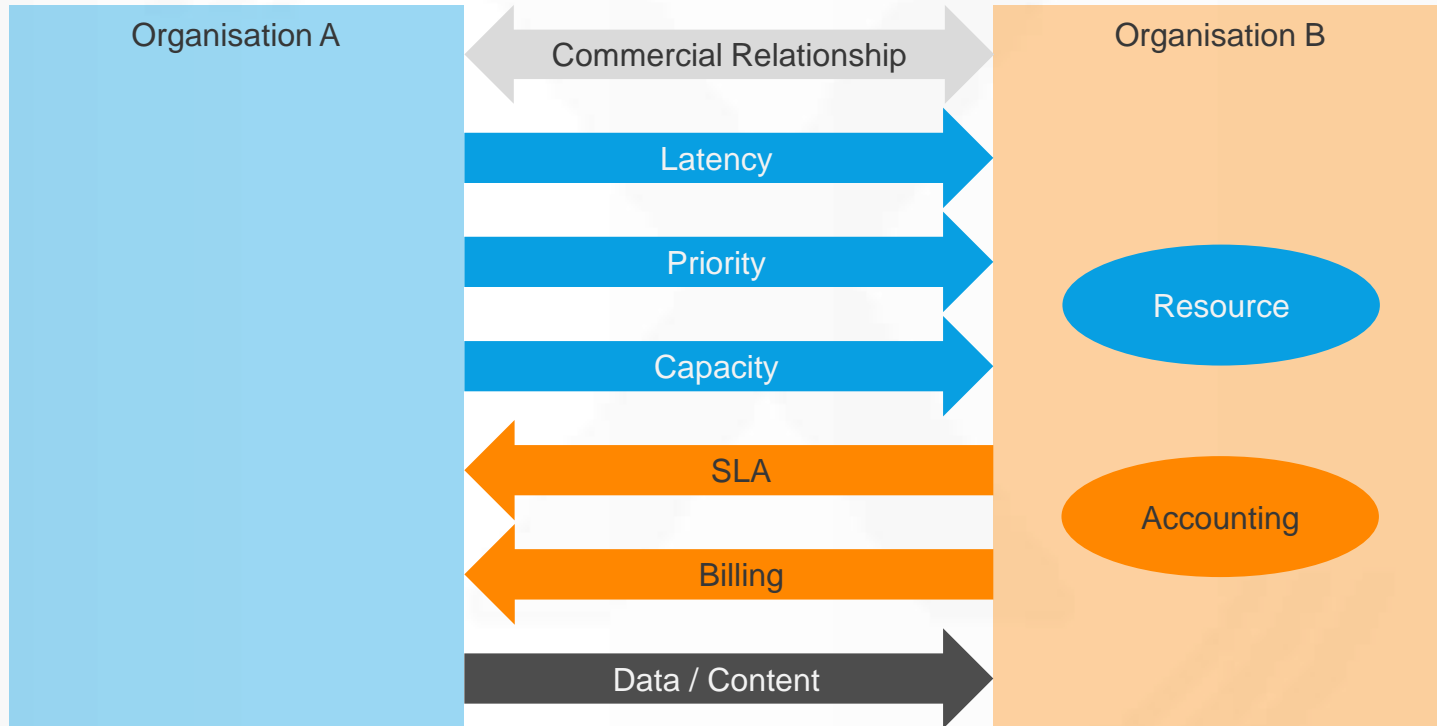 Organisation A
Commercial Relationship
Organisation B
Latency
Priority
Resource
Capacity
SLA
Accounting
Billing
Data / Content